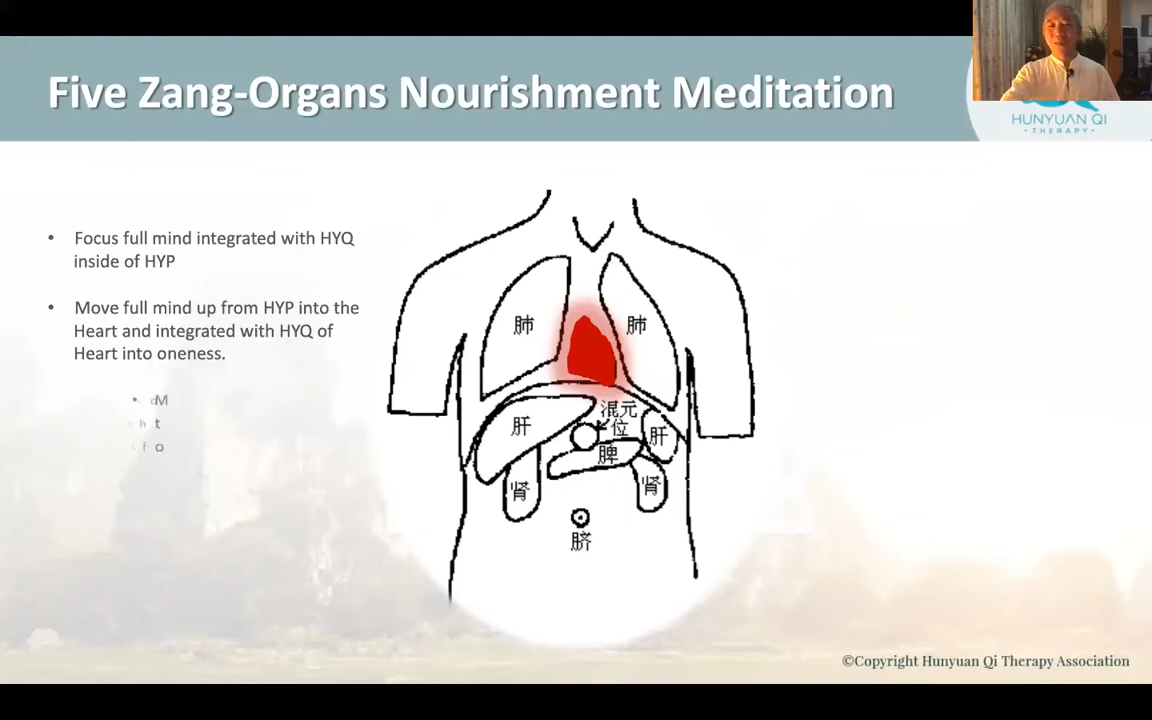 Five Zang-Organs Nourishment Meditation
HUNYUAN QI
• THERAPY •
• Focus full mind integrated with HYQ
inside of HYP
• Move full mind up from HYP into the
Heart and integrated with HYQ of
Heart into oneness.
肺
肺
混元
位
肝
肝
脾
肾
肾
脐
©Copyright Hunyuan Qi Therapy Association